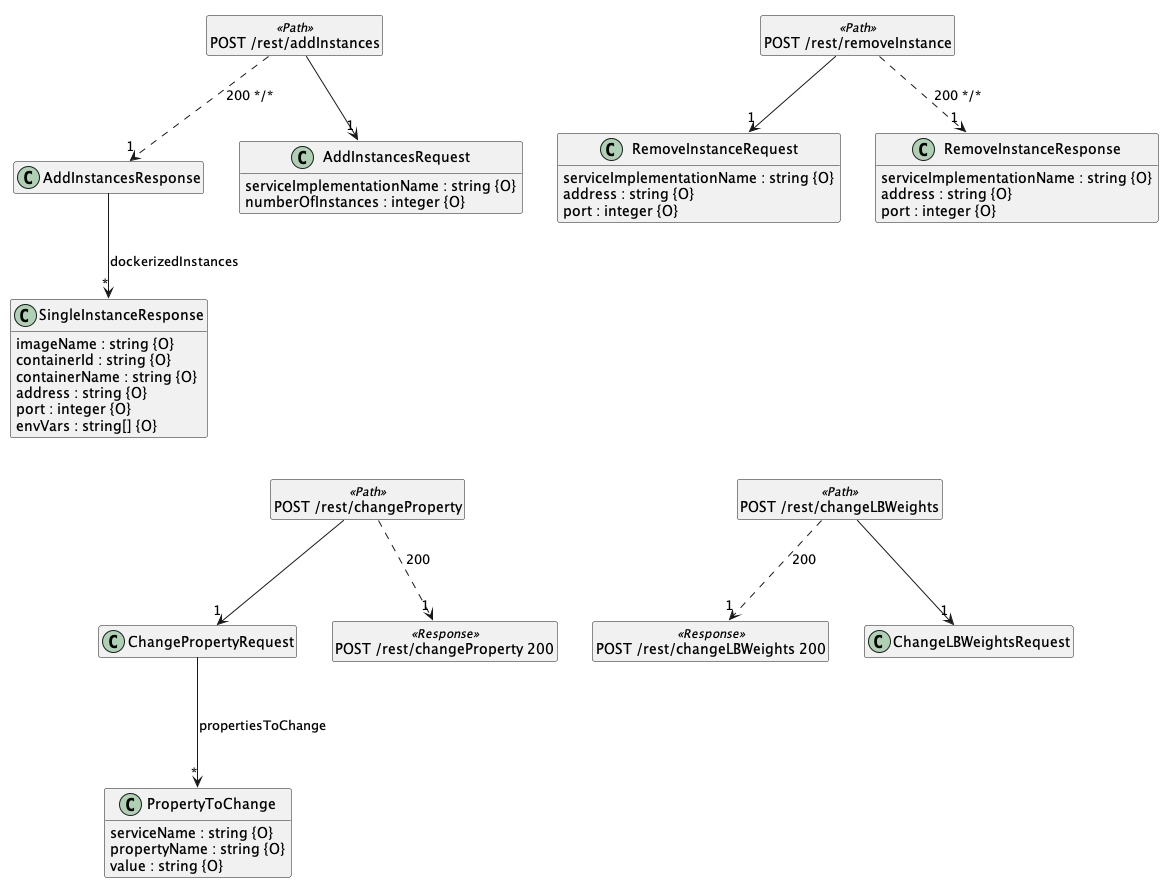 «Path»
POST /rest/addInstances
200 */*
1
1
C AddInstancesResponse
C AddInstancesRequest
serviceImplementationName : string {O}
numberOfInstances : integer {O}
dockerizedInstances
*
C SingleInstanceResponse
imageName : string {O}
containerId : string {O}
containerName : string {O}
address : string {O}
port : integer {O}
envVars : string[] {O}
«Path»
POST /rest/removeInstance
200 */*
1
1
C RemoveInstanceRequest
serviceImplementationName : string {O}
address : string {O}
port : integer {O}
C RemoveInstanceResponse
serviceImplementationName : string {O}
address : string {O}
port : integer {O}
«Path»
POST /rest/changeProperty
200
1
1
C ChangePropertyRequest
«Response»
POST /rest/changeProperty 200
propertiesToChange
*
C PropertyToChange
serviceName : string {O}
propertyName : string {O}
value : string {O}
«Path»
POST /rest/changeLBWeights
200
1
1
«Response»
POST /rest/changeLBWeights 200
C ChangeLBWeightsRequest